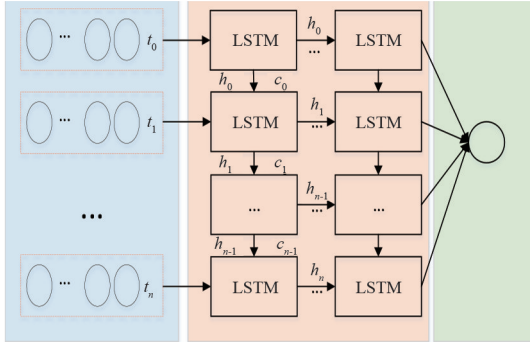 ... t₀ LSTM h₀ ... LSTM
h₀ c₀
... t₁ LSTM h₁ ... LSTM
h₁ c₁
... hₙ₋₁ ... ...
...
hₙ₋₁ cₙ₋₁
... tₙ LSTM hₙ ... LSTM